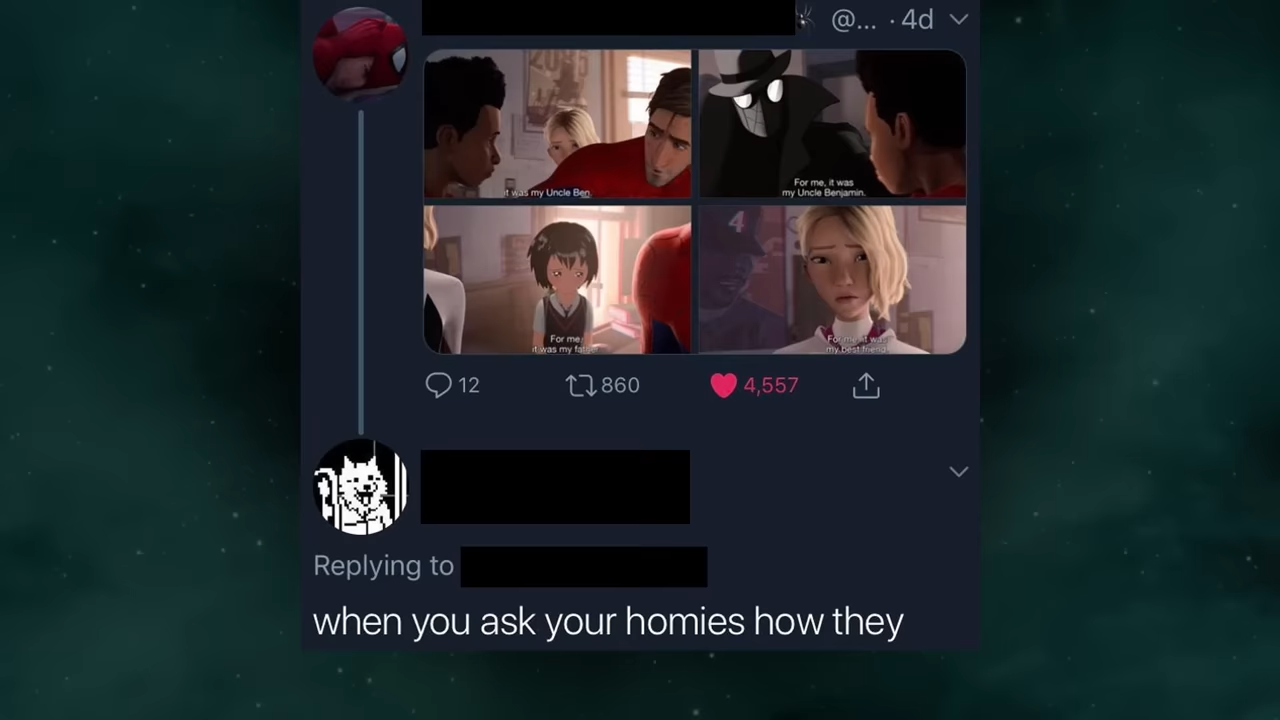 @... · 4d
it was my Uncle Ben.
For me, it was
my Uncle Benjamin.
For me,
it was my father.
4
For me, it was
my best friend.
12 860 4,557
Replying to
when you ask your homies how they